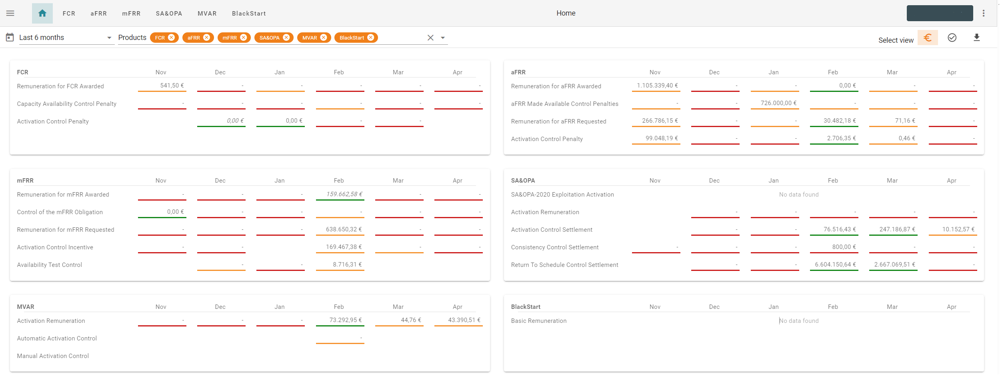 FCR aFRR mFRR SA&OPA MVAR BlackStart Home
Last 6 months Products FCR aFRR mFRR SA&OPA MVAR BlackStart Select view €
FCR Nov Dec Jan Feb Mar Apr
Remuneration for FCR Awarded 541,50 € - - - - -
Capacity Availability Control Penalty - - - - - -
Activation Control Penalty 0,00 € 0,00 € - -
aFRR Nov Dec Jan Feb Mar Apr
Remuneration for aFRR Awarded 1.105.339,40 € - - 0,00 € - -
aFRR Made Available Control Penalties - - 726.000,00 € - - -
Remuneration for aFRR Requested 266.786,15 € - - 30.482,18 € 71,16 € -
Activation Control Penalty 99.048,19 € - - 2.706,35 € 0,46 € -
mFRR Nov Dec Jan Feb Mar Apr
Remuneration for mFRR Awarded - - - 159.662,58 € - -
Control of the mFRR Obligation 0,00 € - - - - -
Remuneration for mFRR Requested - - - 638.650,32 € - -
Activation Control Incentive - - 169.467,38 € - -
Availability Test Control - - 8.716,31 €
SA&OPA Nov Dec Jan Feb Mar Apr
SA&OPA-2020 Exploitation Activation No data found
Activation Remuneration - - - - -
Activation Control Settlement - - 76.516,43 € 247.186,87 € 10.152,57 €
Consistency Control Settlement - - - 800,00 € - -
Return To Schedule Control Settlement - - 6.604.150,64 € 2.667.069,51 € -
MVAR Nov Dec Jan Feb Mar Apr
Activation Remuneration - - - 73.292,95 € 44,76 € 43.390,51 €
Automatic Activation Control -
Manual Activation Control
BlackStart Nov Dec Jan Feb Mar Apr
Basic Remuneration No data found